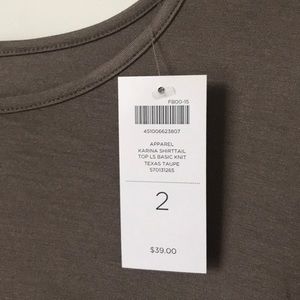 FB00-15
451006623807
APPAREL
KARINA SHIRTTAIL
TOP LS BASIC KNIT
TEXAS TAUPE
570131265
2
$39.00